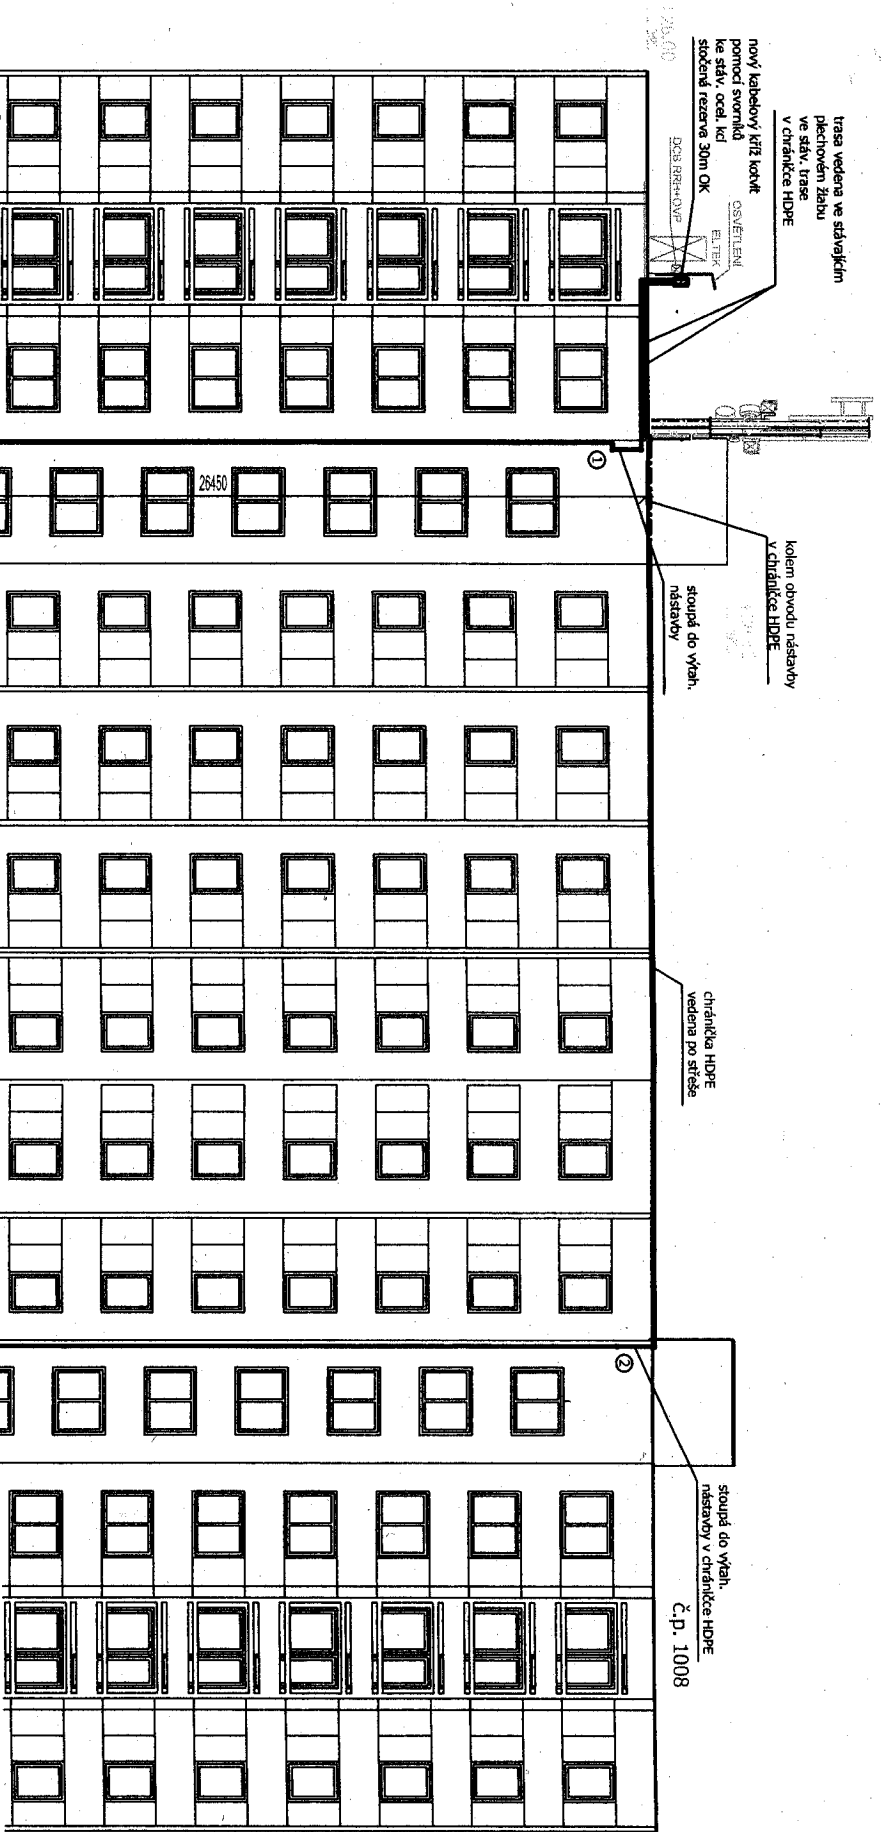 trasa vedena ve stávajícím
plechovém žlabu
ve stáv. trase
v chráničce HDPE
nový kabelový kříž kotvit
pomocí svorníků
ke stáv. ocel. kci
stočená rezerva 30m OK
OSVĚTLENÍ
ELTEK
DCB RRH+OVP
①
26450
kolem obvodu nástavby
v chráničce HDPE
stoupá do výtah.
nástavby
chránička HDPE
vedena po střeše
②
stoupá do výtah.
nástavby v chráničce HDPE
č.p. 1008